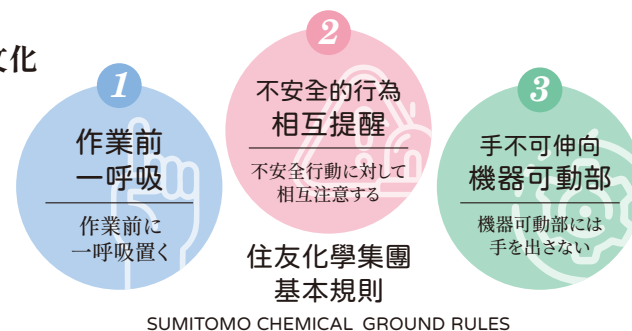 文化
1
作業前
一呼吸
作業前に
一呼吸置く
2
不安全的行為
相互提醒
不安全行動に対して
相互注意する
3
手不可伸向
機器可動部
機器可動部には
手を出さない
住友化學集團
基本規則
SUMITOMO CHEMICAL GROUND RULES